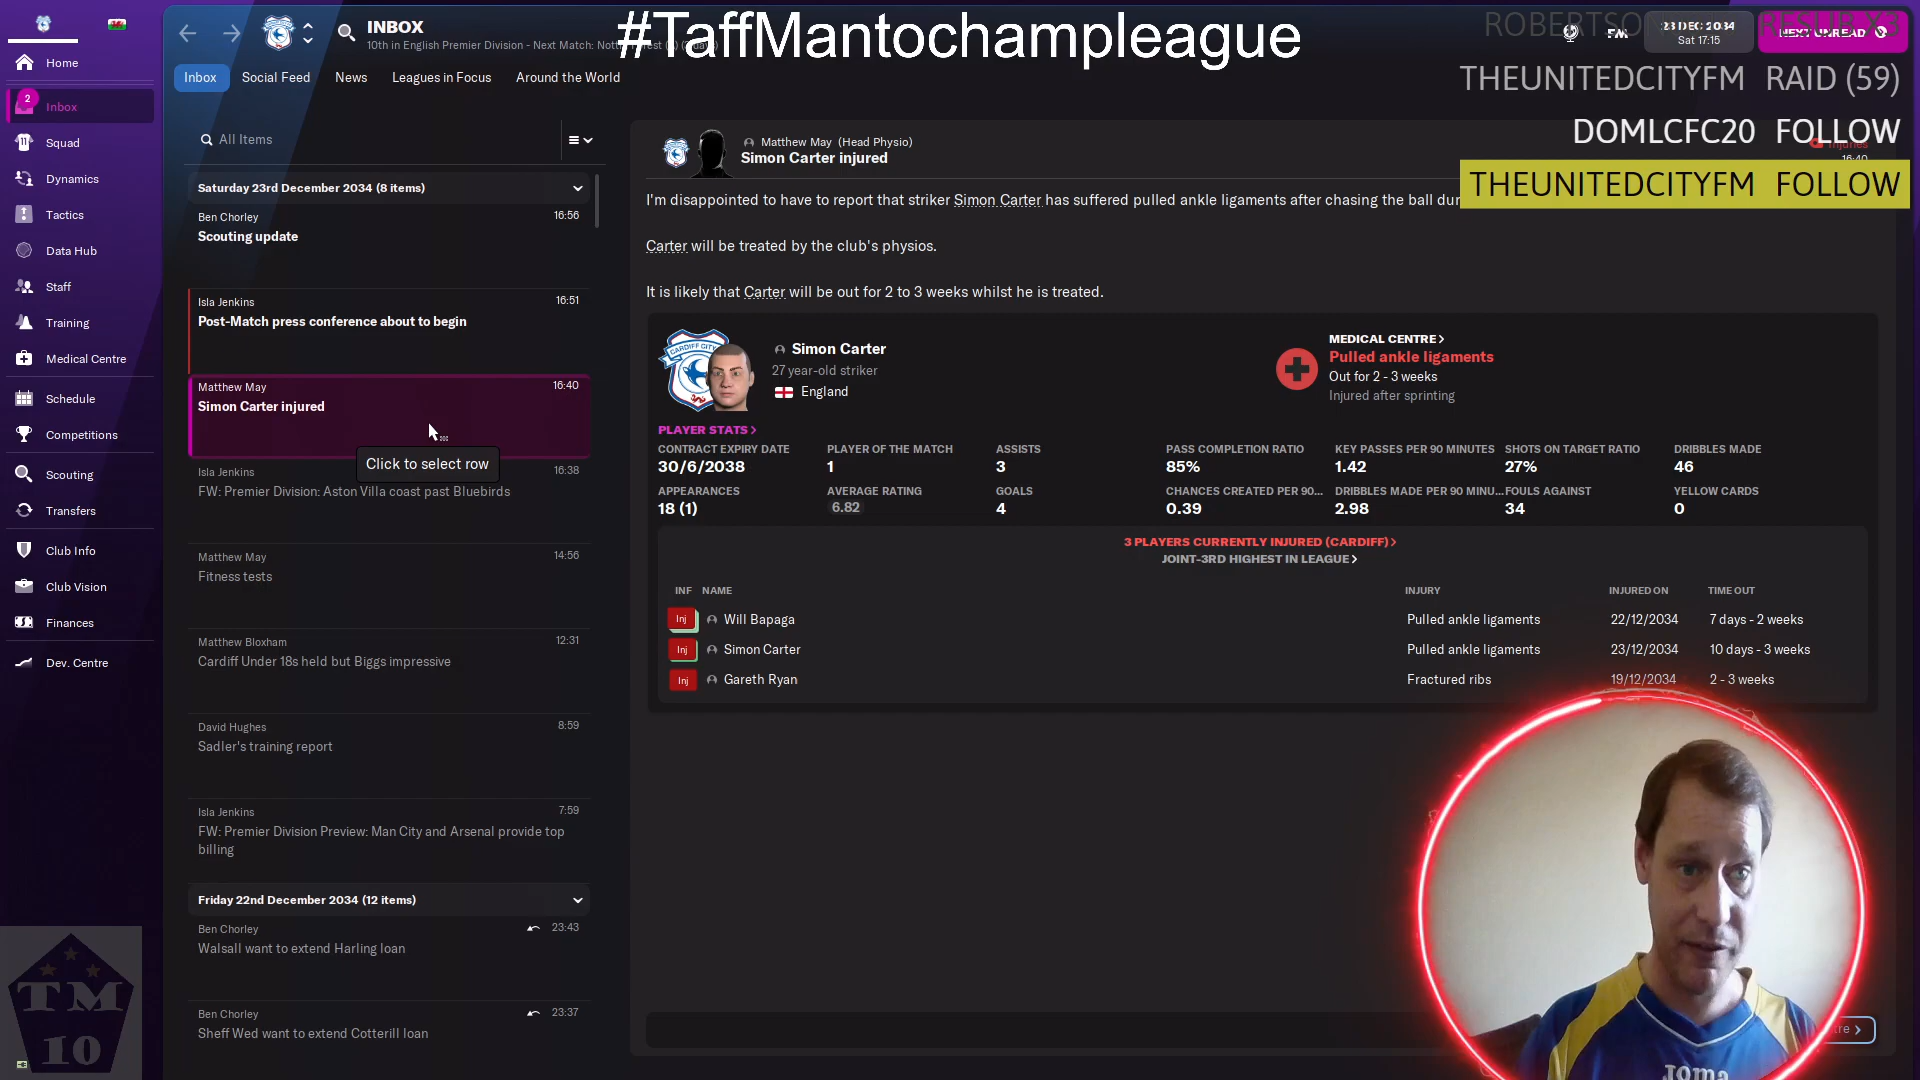 #TaffMantochampleague
INBOX
10th in English Premier Division - Next Match:
23 DEC 2034
Sat 17:15
NEXT UNREAD
THEUNITEDCITYFM RAID (59)
DOMLCFC20 FOLLOW
THEUNITEDCITYFM FOLLOW
Home
2
Inbox
Squad
Dynamics
Tactics
Data Hub
Staff
Training
Medical Centre
Schedule
Competitions
Scouting
Transfers
Club Info
Club Vision
Finances
Dev. Centre
TM
10
Inbox Social Feed News Leagues in Focus Around the World
All Items
Saturday 23rd December 2034 (8 items)
Ben Chorley 16:56
Scouting update
Isla Jenkins 16:51
Post-Match press conference about to begin
Matthew May 16:40
Simon Carter injured
Click to select row
Isla Jenkins 16:38
FW: Premier Division: Aston Villa coast past Bluebirds
Matthew May 14:56
Fitness tests
Matthew Bloxham 12:31
Cardiff Under 18s held but Biggs impressive
David Hughes 8:59
Sadler's training report
Isla Jenkins 7:59
FW: Premier Division Preview: Man City and Arsenal provide top
billing
Friday 22nd December 2034 (12 items)
Ben Chorley 23:43
Walsall want to extend Harling loan
Ben Chorley 23:37
Sheff Wed want to extend Cotterill loan
Matthew May (Head Physio)
Simon Carter injured
Injuries
16:40
I'm disappointed to have to report that striker Simon Carter has suffered pulled ankle ligaments after chasing the ball
Carter will be treated by the club's physios.
It is likely that Carter will be out for 2 to 3 weeks whilst he is treated.
CARDIFF CITY
Simon Carter
27 year-old striker
England
MEDICAL CENTRE >
Pulled ankle ligaments
Out for 2 - 3 weeks
Injured after sprinting
PLAYER STATS >
CONTRACT EXPIRY DATE PLAYER OF THE MATCH ASSISTS PASS COMPLETION RATIO KEY PASSES PER 90 MINUTES SHOTS ON TARGET RATIO DRIBBLES MADE
30/6/2038 1 3 85% 1.42 27% 46
APPEARANCES AVERAGE RATING GOALS CHANCES CREATED PER 90... DRIBBLES MADE PER 90 MINU... FOULS AGAINST YELLOW CARDS
18 (1) 6.82 4 0.39 2.98 34 0
3 PLAYERS CURRENTLY INJURED (CARDIFF) >
JOINT-3RD HIGHEST IN LEAGUE >
INF NAME INJURY INJURED ON TIME OUT
Inj Will Bapaga Pulled ankle ligaments 22/12/2034 7 days - 2 weeks
Inj Simon Carter Pulled ankle ligaments 23/12/2034 10 days - 3 weeks
Inj Gareth Ryan Fractured ribs 19/12/2034 2 - 3 weeks
Joma